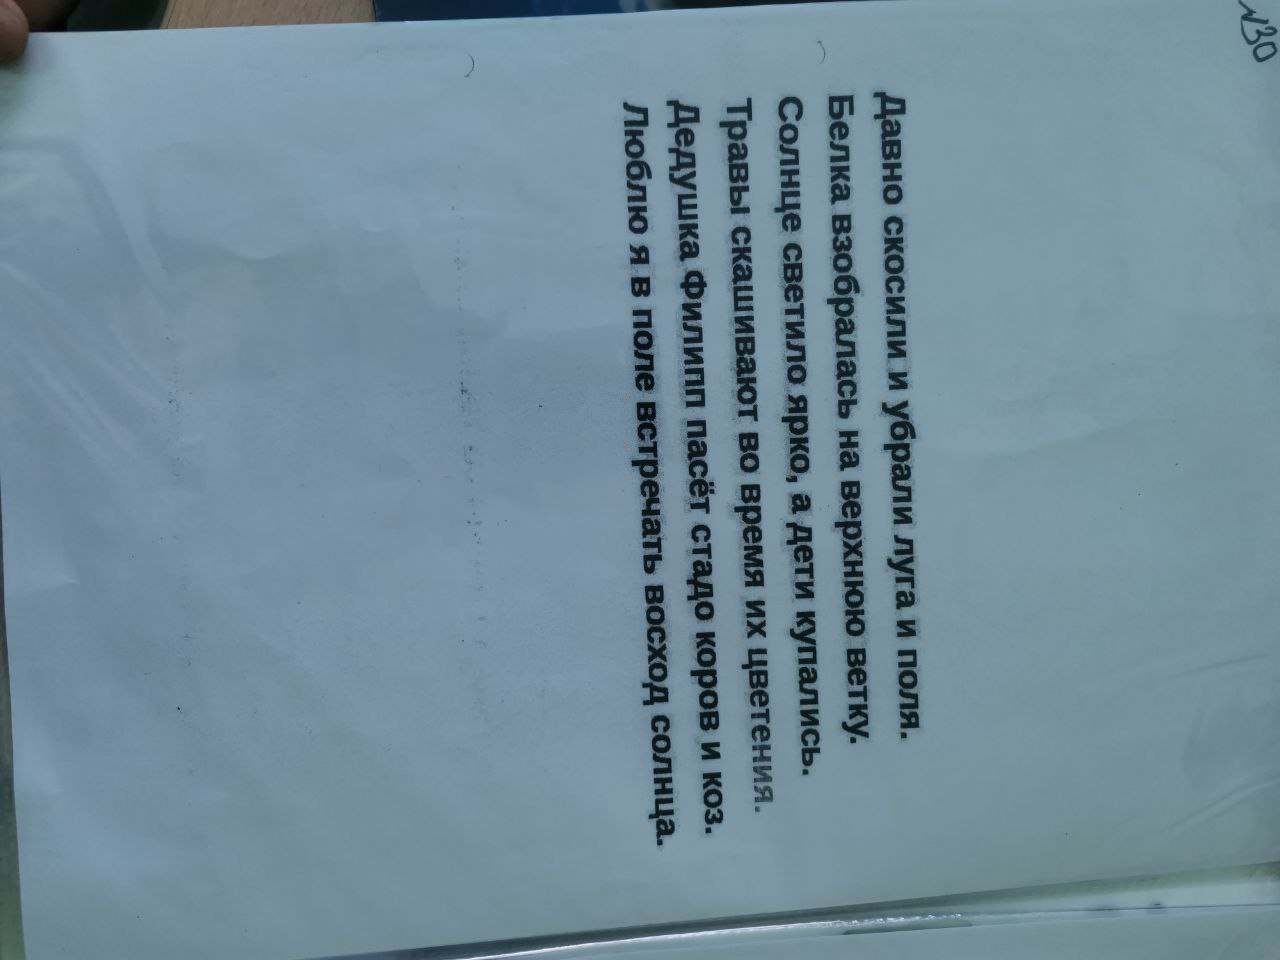 №30
Давно скосили и убрали луга и поля.
Белка взобралась на верхнюю ветку.
Солнце светило ярко, а дети купались.
Травы скашивают во время их цветения.
Дедушка Филипп пасёт стадо коров и коз.
Люблю я в поле встречать восход солнца.